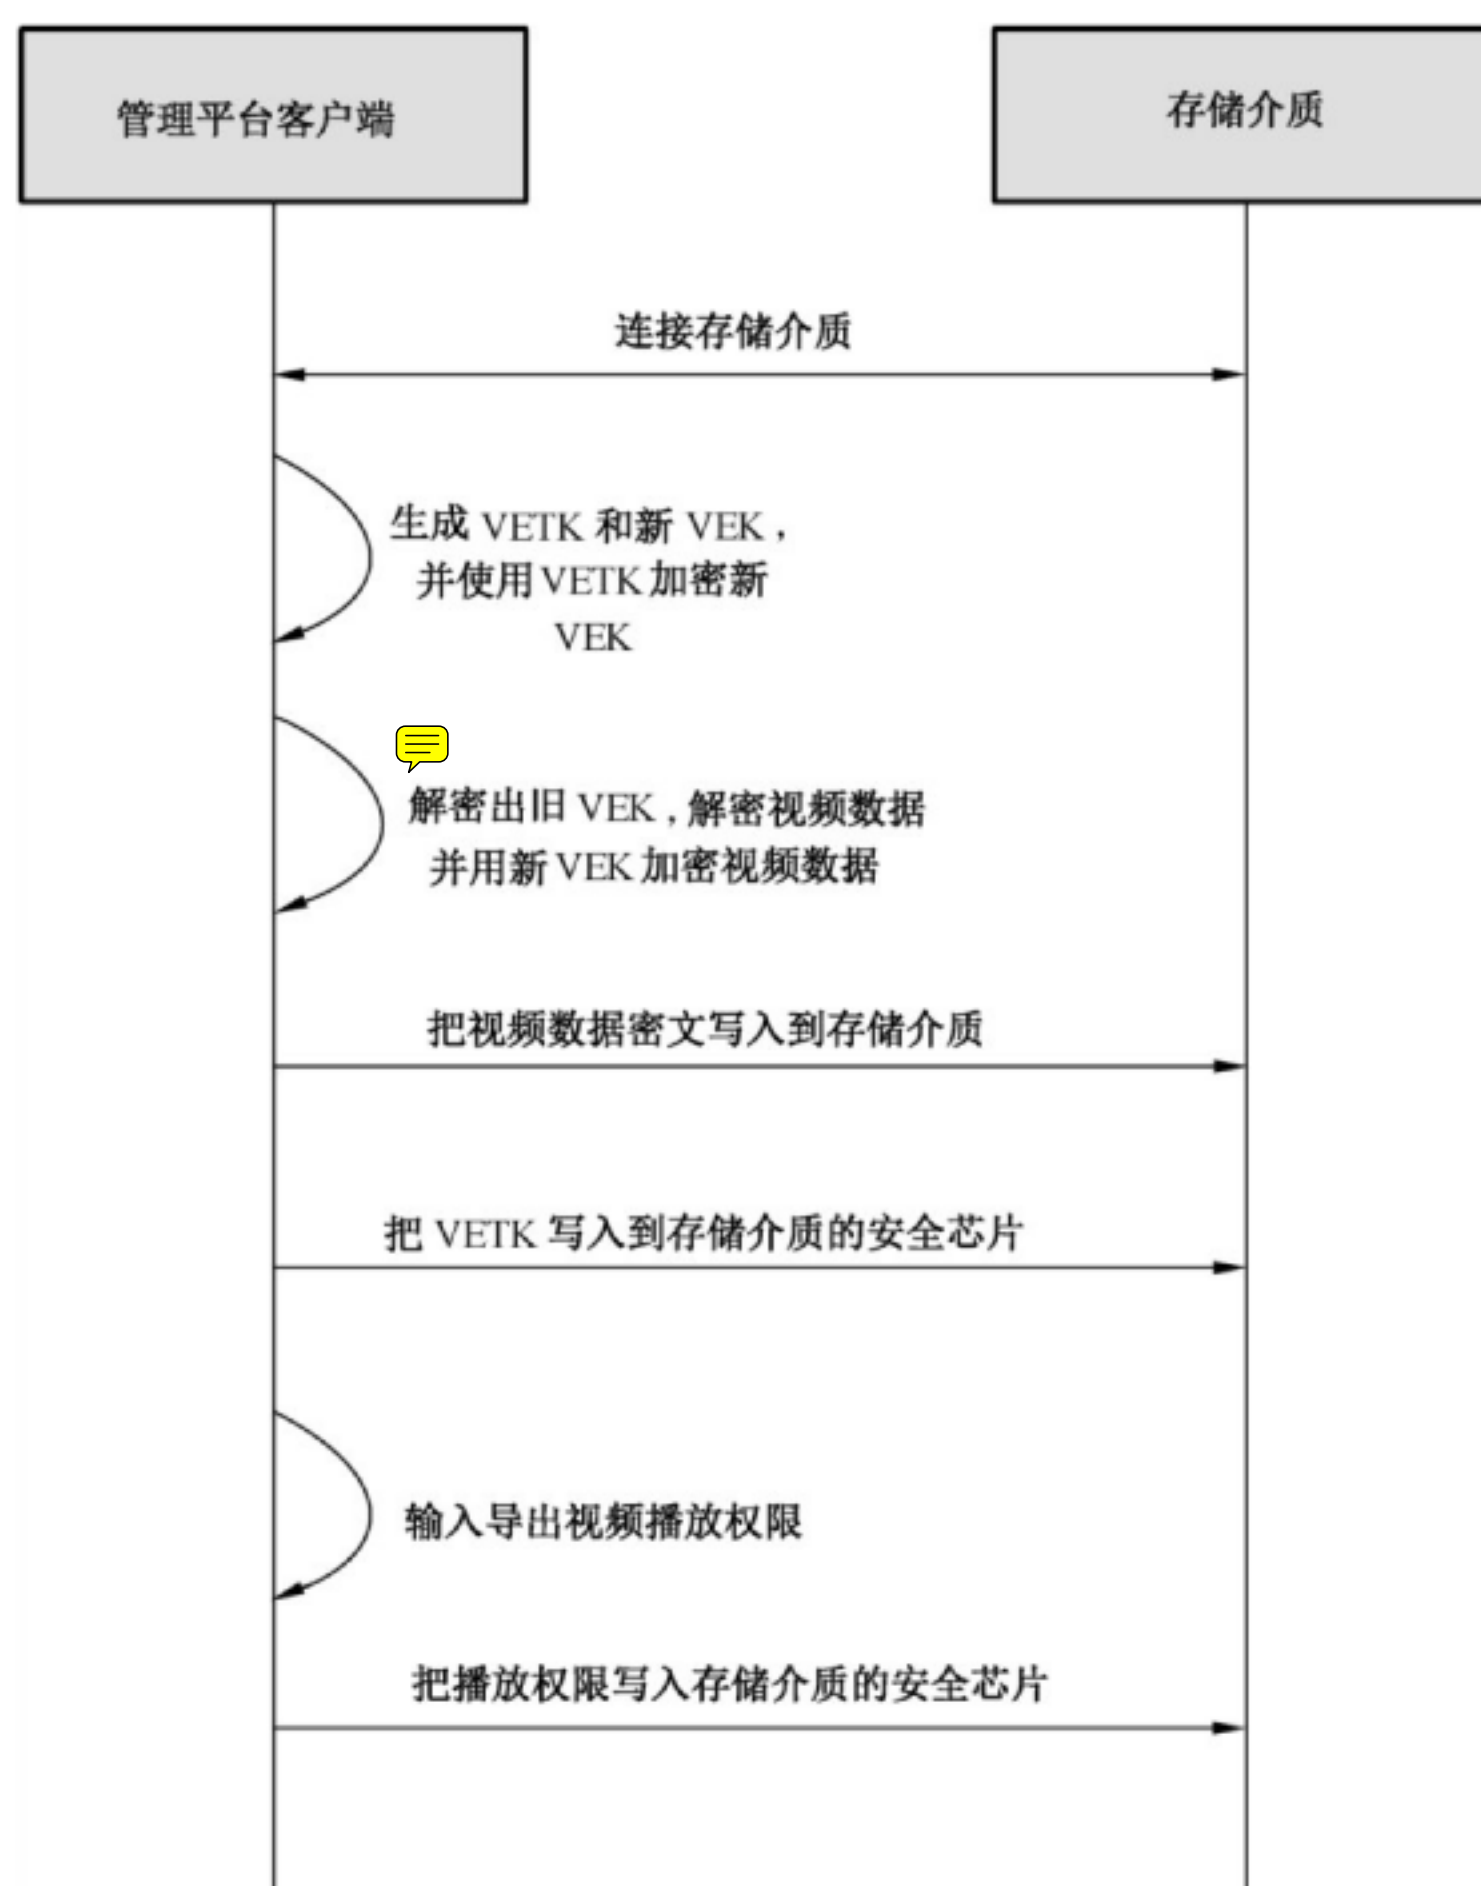 管理平台客户端
存储介质
连接存储介质
生成 VETK 和新 VEK，
并使用 VETK 加密新
VEK
解密出旧 VEK，解密视频数据
并用新 VEK 加密视频数据
把视频数据密文写入到存储介质
把 VETK 写入到存储介质的安全芯片
输入导出视频播放权限
把播放权限写入存储介质的安全芯片